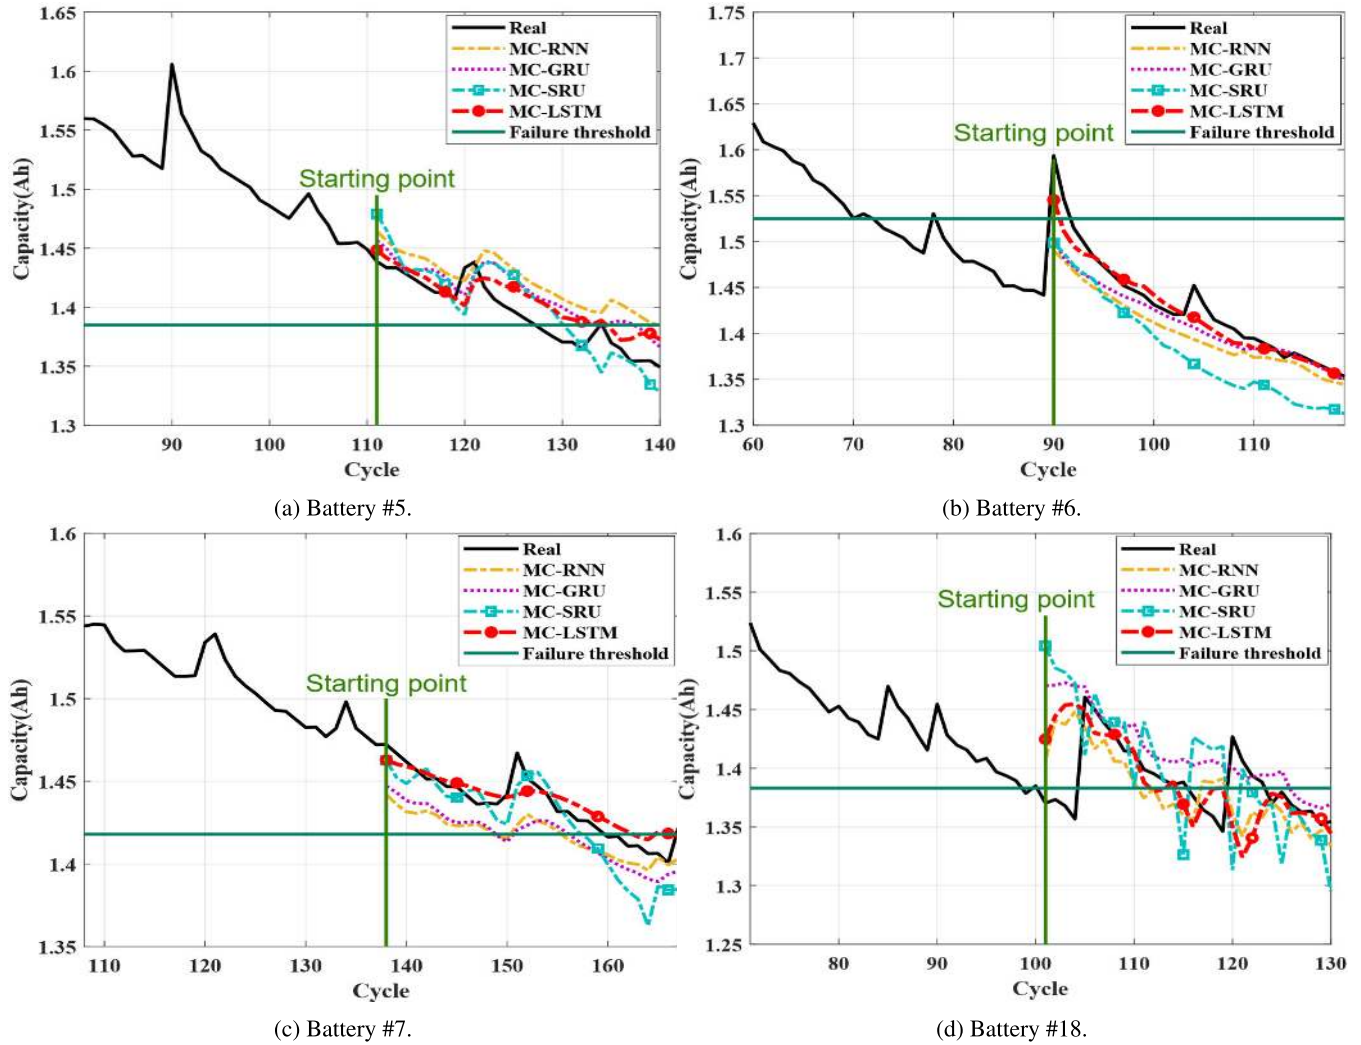 1.65
1.6
1.55
1.5
1.45
1.4
1.35
1.3
Capacity(Ah)
90
100
110
120
130
140
Cycle
Starting point
Real
MC-RNN
MC-GRU
MC-SRU
MC-LSTM
Failure threshold
(a) Battery #5.
1.75
1.7
1.65
1.6
1.55
1.5
1.45
1.4
1.35
1.3
Capacity(Ah)
60
70
80
90
100
110
Cycle
Starting point
Real
MC-RNN
MC-GRU
MC-SRU
MC-LSTM
Failure threshold
(b) Battery #6.
1.6
1.55
1.5
1.45
1.4
1.35
Capacity(Ah)
110
120
130
140
150
160
Cycle
Starting point
Real
MC-RNN
MC-GRU
MC-SRU
MC-LSTM
Failure threshold
(c) Battery #7.
1.6
1.55
1.5
1.45
1.4
1.35
1.3
1.25
Capacity(Ah)
80
90
100
110
120
130
Cycle
Starting point
Real
MC-RNN
MC-GRU
MC-SRU
MC-LSTM
Failure threshold
(d) Battery #18.